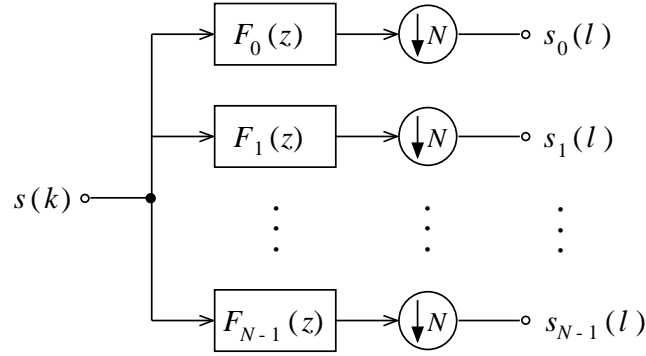 F_0(z) N s_0(l)
F_1(z) N s_1(l)
s(k)
F_{N-1}(z) N s_{N-1}(l)